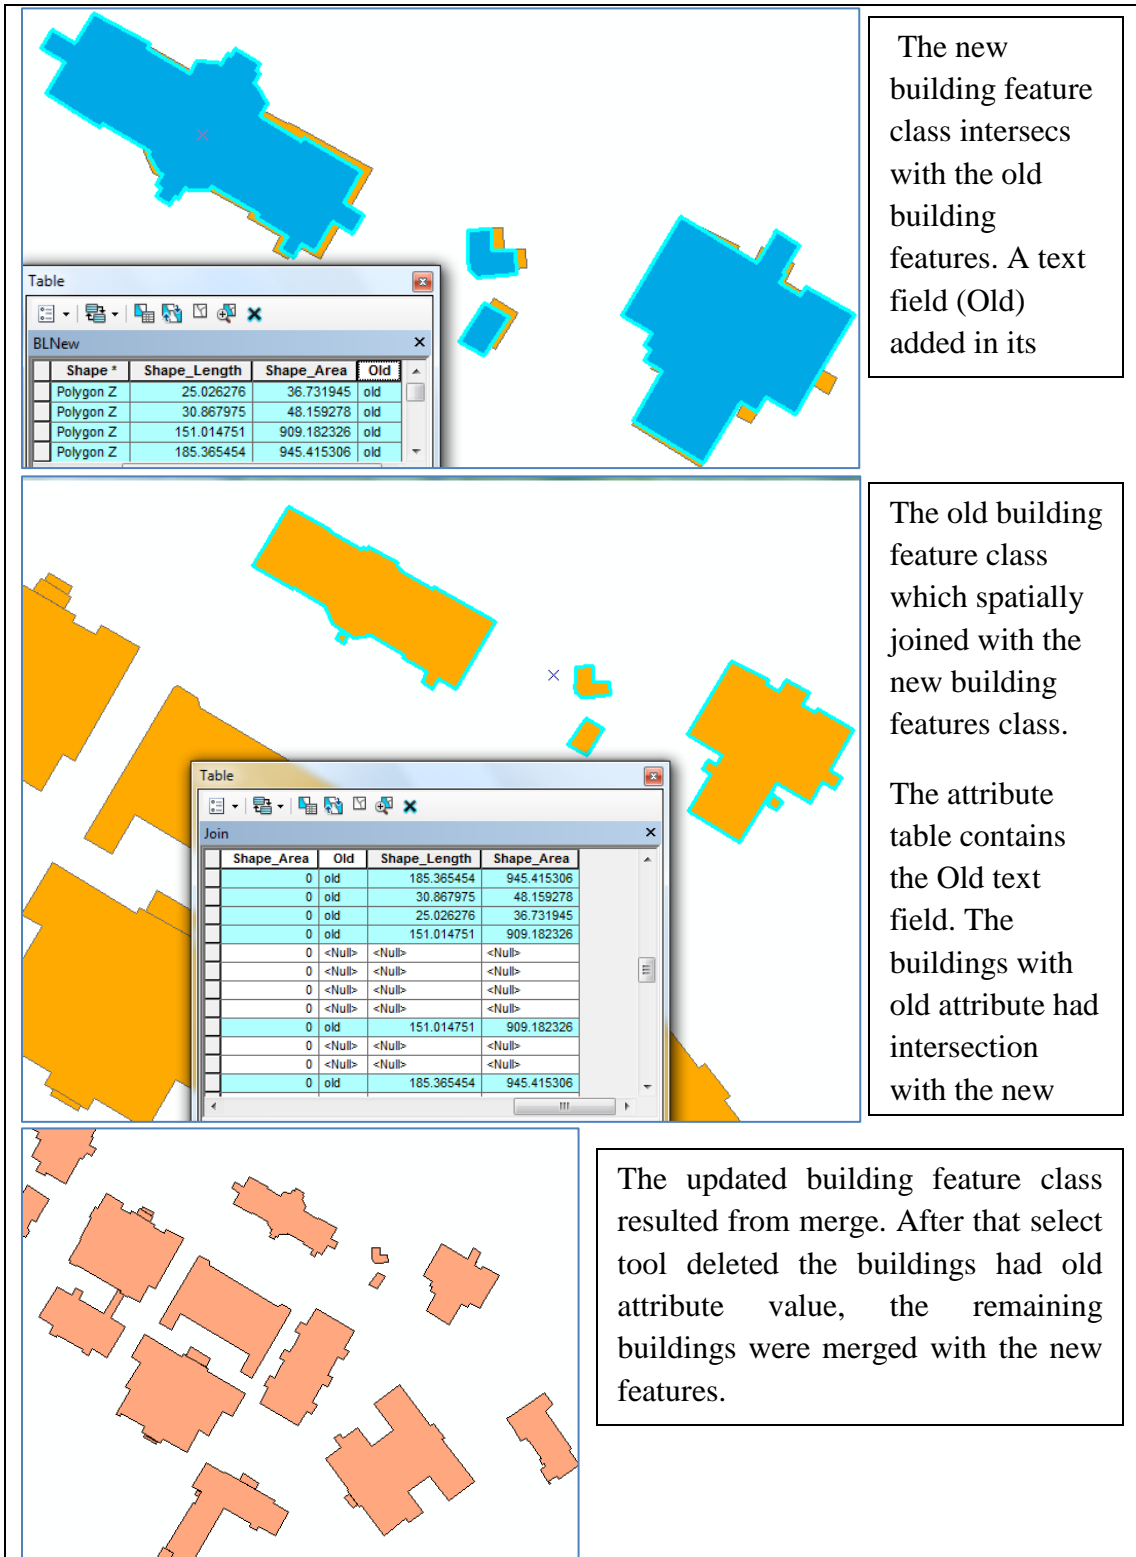 The new
building feature
class intersecs
with the old
building
features. A text
field (Old)
added in its
Table
BLNew
Shape * Shape_Length Shape_Area Old
Polygon Z 25.026276 36.731945 old
Polygon Z 30.867975 48.159278 old
Polygon Z 151.014751 909.182326 old
Polygon Z 185.365454 945.415306 old
The old building
feature class
which spatially
joined with the
new building
features class.
The attribute
table contains
the Old text
field. The
buildings with
old attribute had
intersection
with the new
Table
Join
Shape_Area Old Shape_Length Shape_Area
0 old 185.365454 945.415306
0 old 30.867975 48.159278
0 old 25.026276 36.731945
0 old 151.014751 909.182326
0 <Null> <Null> <Null>
0 <Null> <Null> <Null>
0 <Null> <Null> <Null>
0 <Null> <Null> <Null>
0 old 151.014751 909.182326
0 <Null> <Null> <Null>
0 <Null> <Null> <Null>
0 old 185.365454 945.415306
The updated building feature class
resulted from merge. After that select
tool deleted the buildings had old
attribute value, the remaining
buildings were merged with the new
features.